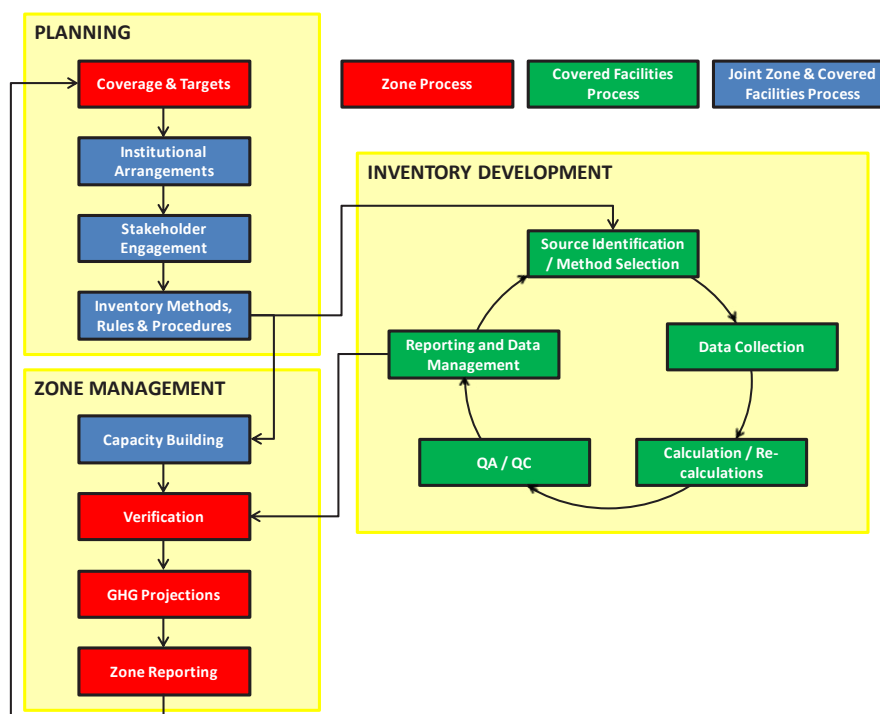 PLANNING
Coverage & Targets
Institutional
Arrangements
Stakeholder
Engagement
Inventory Methods,
Rules & Procedures
Zone Process
Covered Facilities
Process
Joint Zone & Covered
Facilities Process
INVENTORY DEVELOPMENT
Source Identification
/ Method Selection
Data Collection
Calculation / Re-
calculations
QA / QC
Reporting and Data
Management
ZONE MANAGEMENT
Capacity Building
Verification
GHG Projections
Zone Reporting